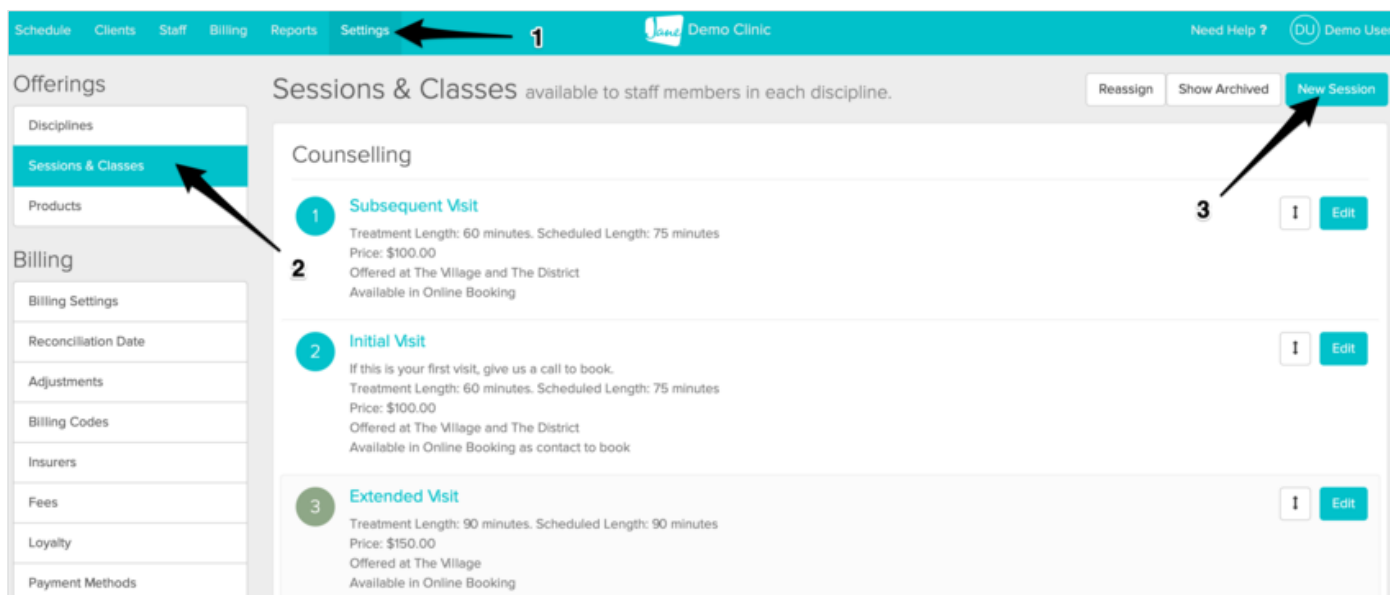 Schedule Clients Staff Billing Reports Settings 1 Jane Demo Clinic Need Help ? DU Demo User
Offerings
Disciplines
Sessions & Classes
Products
2
Billing
Billing Settings
Reconciliation Date
Adjustments
Billing Codes
Insurers
Fees
Loyalty
Payment Methods
Sessions & Classes available to staff members in each discipline.
Reassign Show Archived New Session
3
Counselling
1 Subsequent Visit
Treatment Length: 60 minutes. Scheduled Length: 75 minutes
Price: $100.00
Offered at The Village and The District
Available in Online Booking
Edit
2 Initial Visit
If this is your first visit, give us a call to book.
Treatment Length: 60 minutes. Scheduled Length: 75 minutes
Price: $100.00
Offered at The Village and The District
Available in Online Booking as contact to book
Edit
3 Extended Visit
Treatment Length: 90 minutes. Scheduled Length: 90 minutes
Price: $150.00
Offered at The Village
Available in Online Booking
Edit